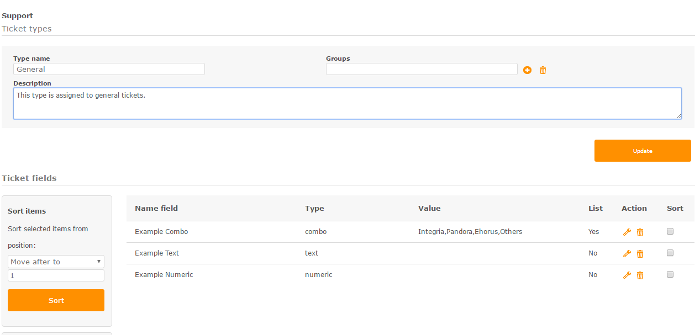 Support
Ticket types
Type name
Groups
General
Description
This type is assigned to general tickets.
Update
Ticket fields
Sort items
Sort selected items from
position:
Move after to
1
Sort
Name field Type Value List Action Sort
Example Combo combo Integria,Pandora,Ehorus,Others Yes
Example Text text No
Example Numeric numeric No